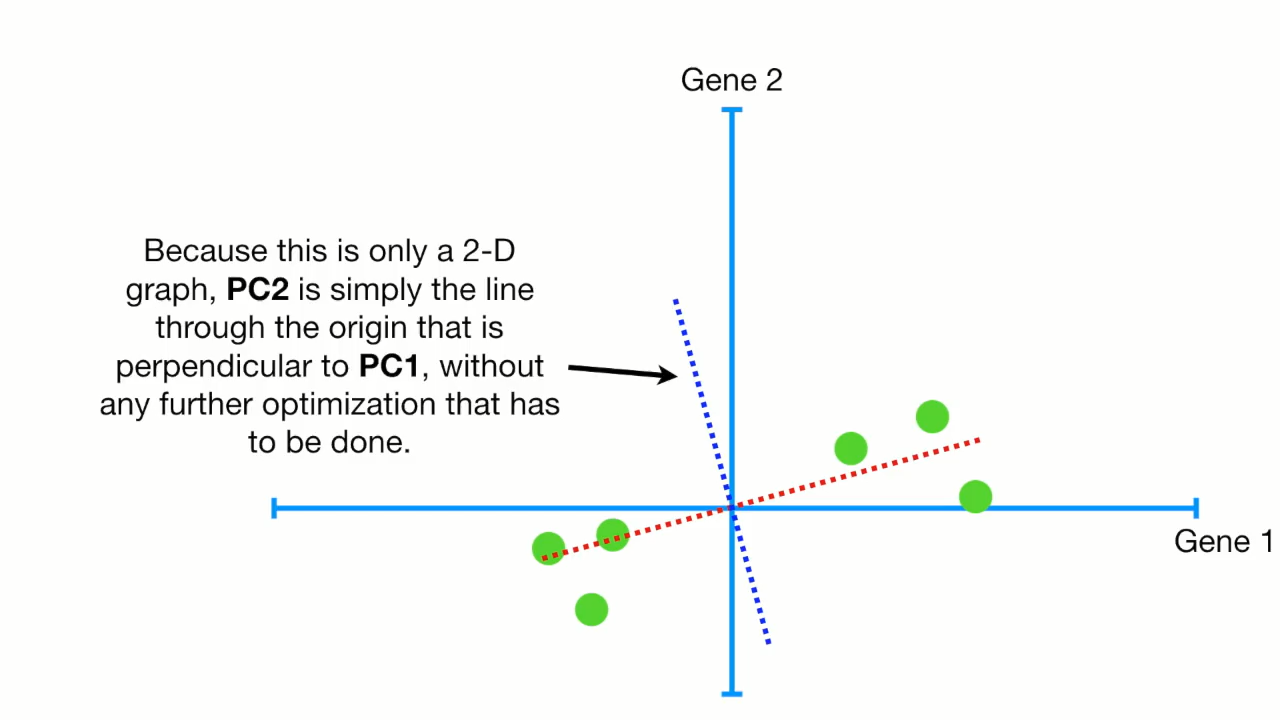 Gene 2
Because this is only a 2-D
graph, PC2 is simply the line
through the origin that is
perpendicular to PC1, without
any further optimization that has
to be done.
Gene 1